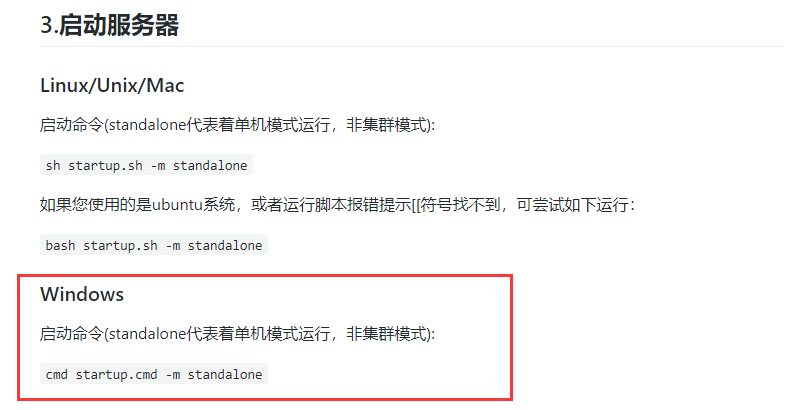 3.启动服务器
Linux/Unix/Mac
启动命令(standalone代表着单机模式运行，非集群模式):
sh startup.sh -m standalone
如果您使用的是ubuntu系统，或者运行脚本报错提示[[符号找不到，可尝试如下运行：
bash startup.sh -m standalone
Windows
启动命令(standalone代表着单机模式运行，非集群模式):
cmd startup.cmd -m standalone